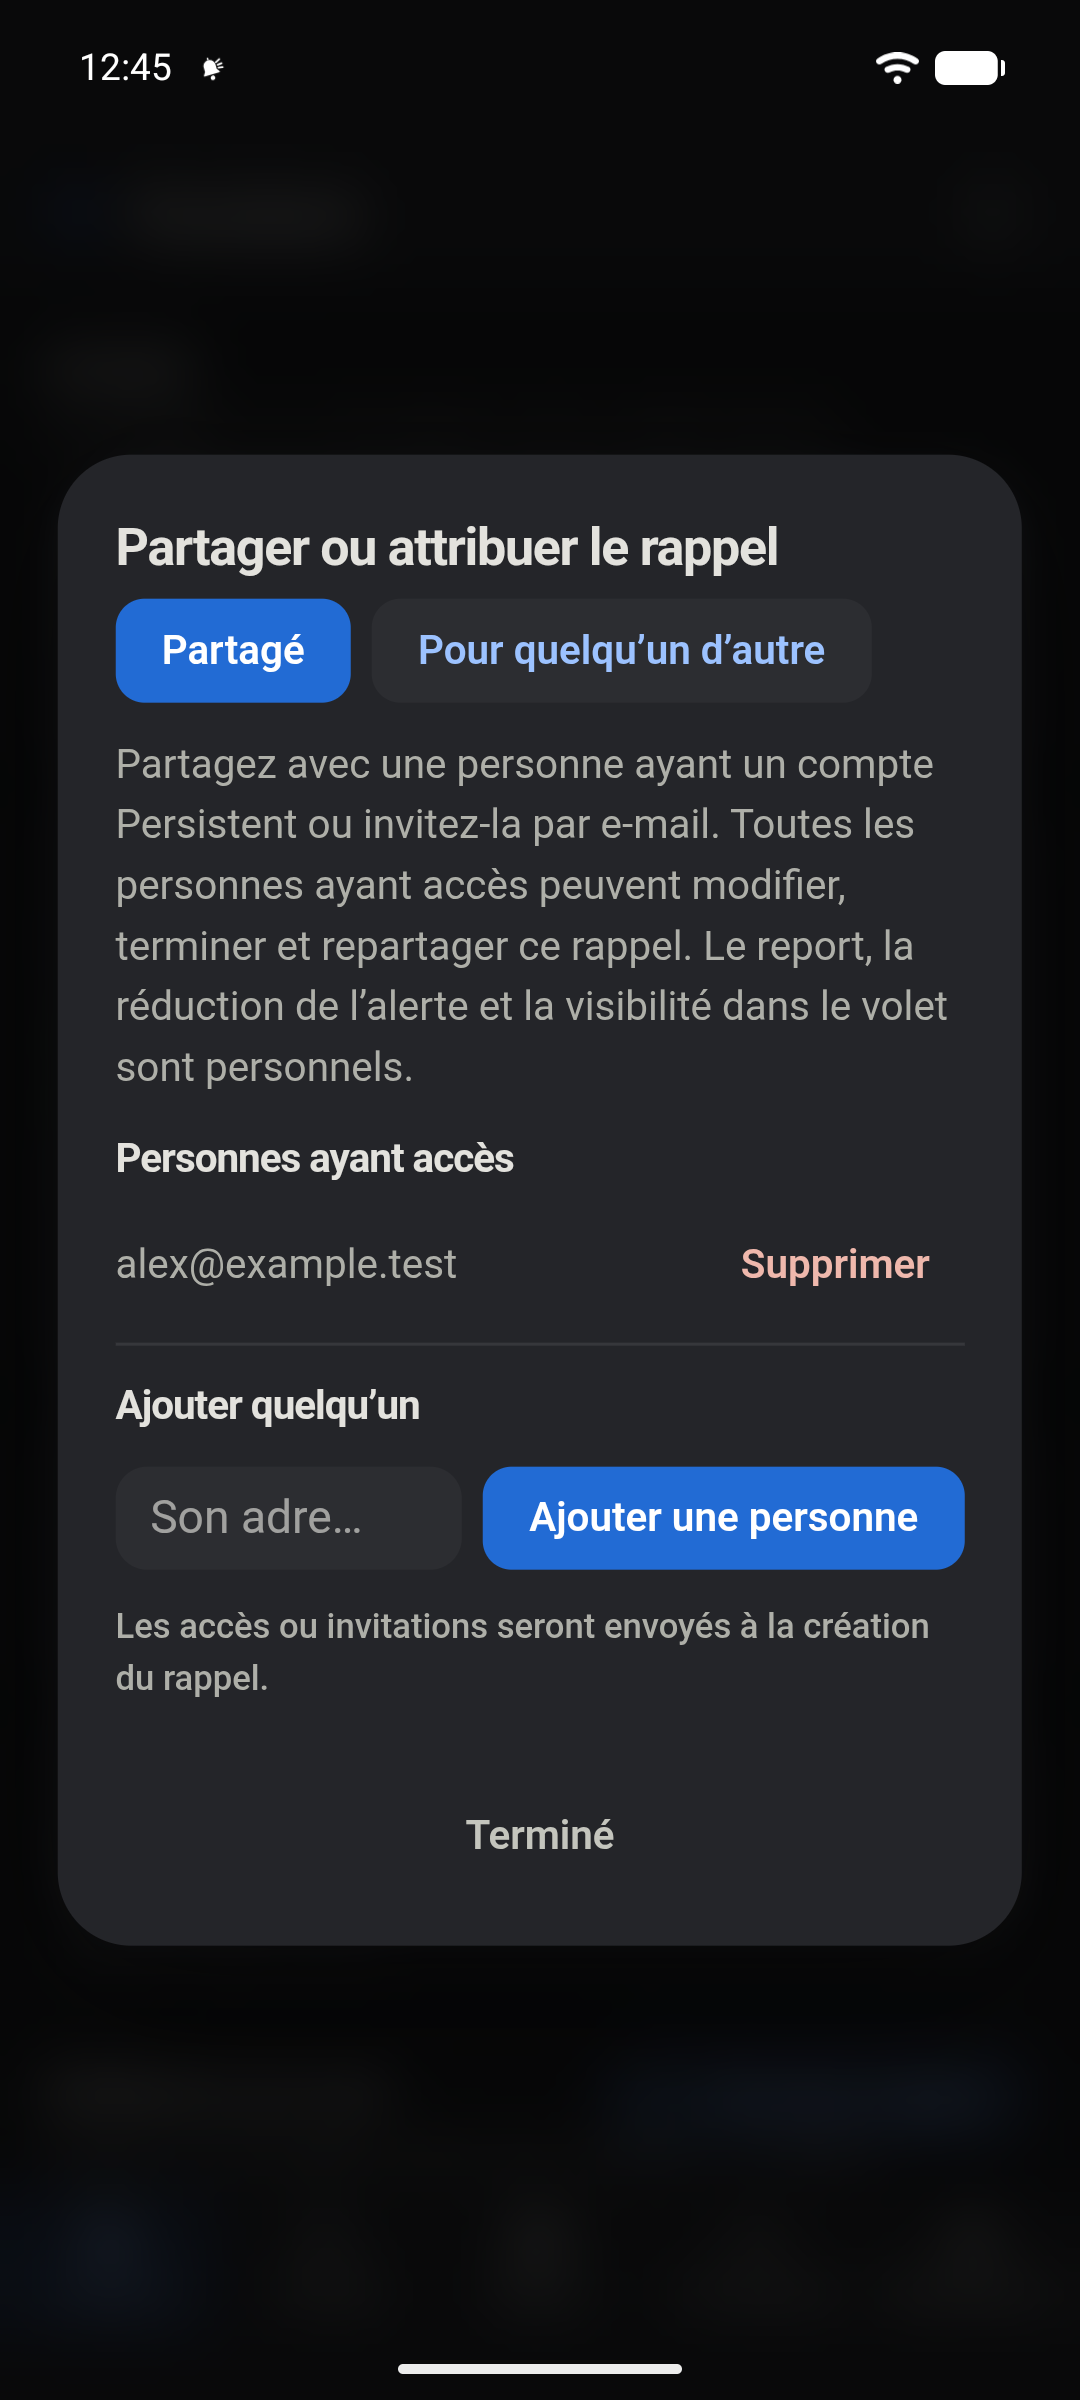 12:45
Partager ou attribuer le rappel
Partagé
Pour quelqu’un d’autre
Partagez avec une personne ayant un compte
Persistent ou invitez-la par e-mail. Toutes les
personnes ayant accès peuvent modifier,
terminer et repartager ce rappel. Le report, la
réduction de l’alerte et la visibilité dans le volet
sont personnels.
Personnes ayant accès
alex@example.test
Supprimer
Ajouter quelqu’un
Son adre…
Ajouter une personne
Les accès ou invitations seront envoyés à la création
du rappel.
Terminé